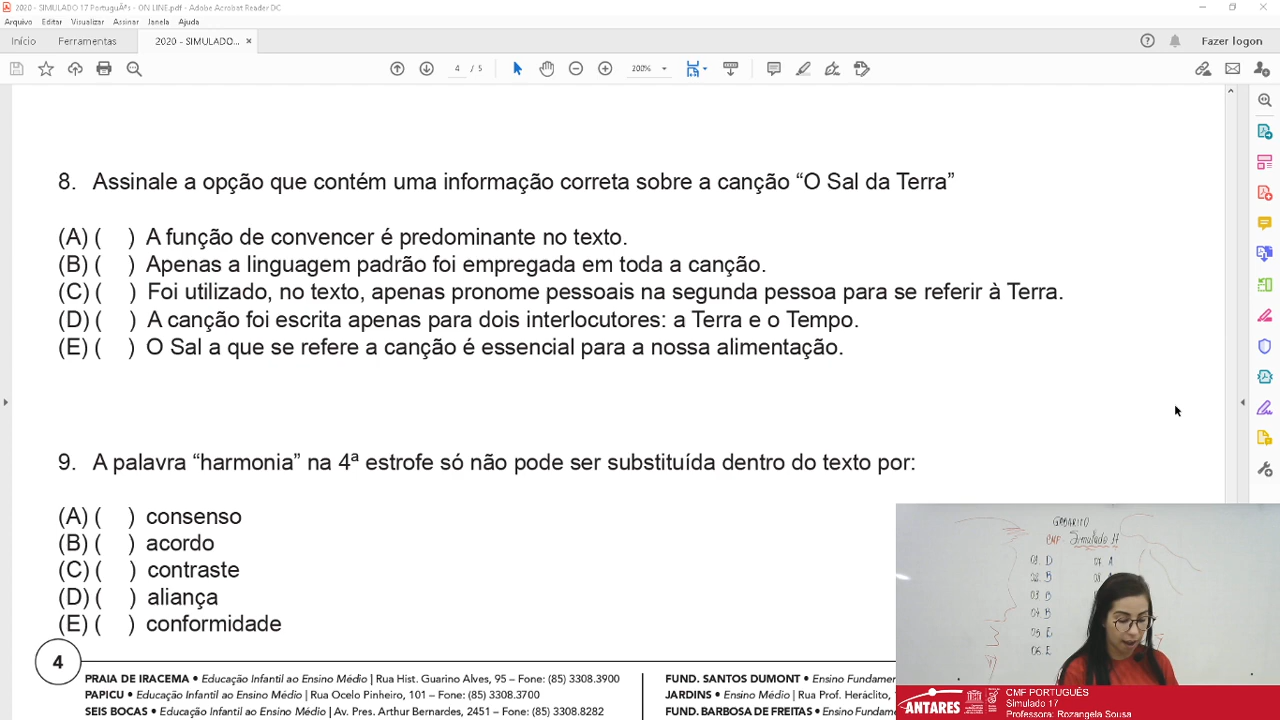 2020 - SIMULADO 17 PortuguÃªs - ON LINE.pdf - Adobe Acrobat Reader DC
Arquivo Editar Visualizar Assinar Janela Ajuda
Início Ferramentas 2020 - SIMULADO... × Fazer logon
4 / 5 200%
8. Assinale a opção que contém uma informação correta sobre a canção “O Sal da Terra”
(A) ( ) A função de convencer é predominante no texto.
(B) ( ) Apenas a linguagem padrão foi empregada em toda a canção.
(C) ( ) Foi utilizado, no texto, apenas pronome pessoais na segunda pessoa para se referir à Terra.
(D) ( ) A canção foi escrita apenas para dois interlocutores: a Terra e o Tempo.
(E) ( ) O Sal a que se refere a canção é essencial para a nossa alimentação.
9. A palavra “harmonia” na 4ª estrofe só não pode ser substituída dentro do texto por:
(A) ( ) consenso
(B) ( ) acordo
(C) ( ) contraste
(D) ( ) aliança
(E) ( ) conformidade
4
PRAIA DE IRACEMA • Educação Infantil ao Ensino Médio | Rua Hist. Guarino Alves, 95 – Fone: (85) 3308.3900
PAPICU • Educação Infantil ao Ensino Médio | Rua Ocelo Pinheiro, 101 – Fone: (85) 3308.3700
SEIS BOCAS • Educação Infantil ao Ensino Médio | Av. Pres. Arthur Bernardes, 2451 – Fone: (85) 3308.8282
FUND. SANTOS DUMONT • Ensino Fundamen
JARDINS • Ensino Médio | Rua Prof. Heráclito,
FUND. BARBOSA DE FREITAS • Ensino Fundame
GABARITO
CMF Simulado 17
01. D 07. A
02. B 08. A
03. B
04. B
05. E
06. E
ANTARES
CMF PORTUGUÊS
Simulado 17
Professora: Rozangela Sousa